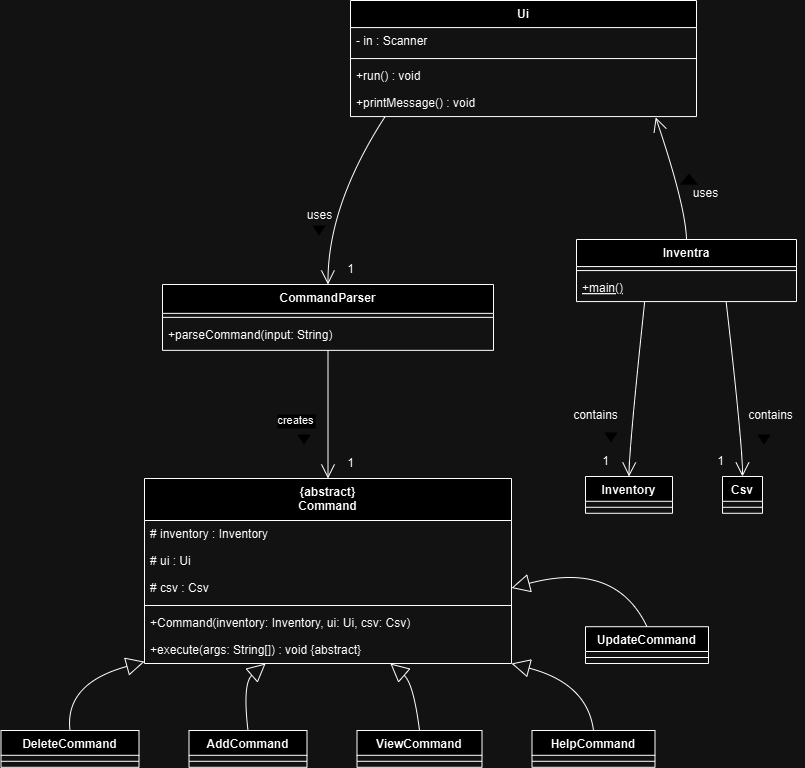 Ui
- in : Scanner
+run() : void
+printMessage() : void
uses
uses
1
Inventra
+main()
CommandParser
+parseCommand(input: String)
creates
1
contains
contains
1
1
Inventory
Csv
{abstract}
Command
# inventory : Inventory
# ui : Ui
# csv : Csv
+Command(inventory: Inventory, ui: Ui, csv: Csv)
+execute(args: String[]) : void {abstract}
UpdateCommand
DeleteCommand
AddCommand
ViewCommand
HelpCommand